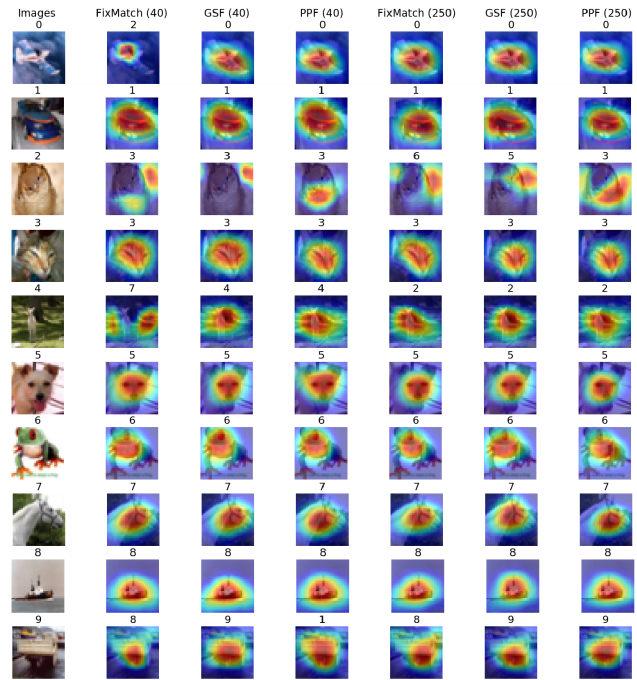 Images FixMatch (40) GSF (40) PPF (40) FixMatch (250) GSF (250) PPF (250)
0 2 0 0 0 0 0
1 1 1 1 1 1 1
2 3 3 3 6 5 3
3 3 3 3 3 3 3
4 7 4 4 2 2 2
5 5 5 5 5 5 5
6 6 6 6 6 6 6
7 7 7 7 7 7 7
8 8 8 8 8 8 8
9 8 9 1 8 9 9